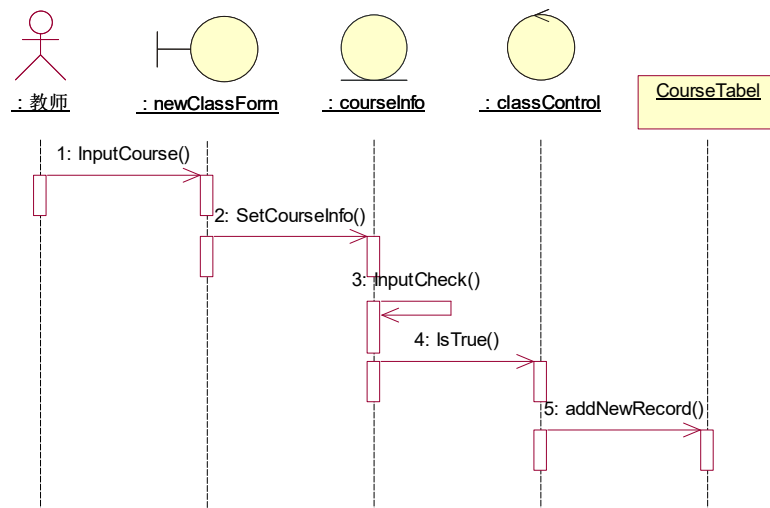 : 教师
: newClassForm
: courseInfo
: classControl
CourseTabel
1: InputCourse()
2: SetCourseInfo()
3: InputCheck()
4: IsTrue()
5: addNewRecord()